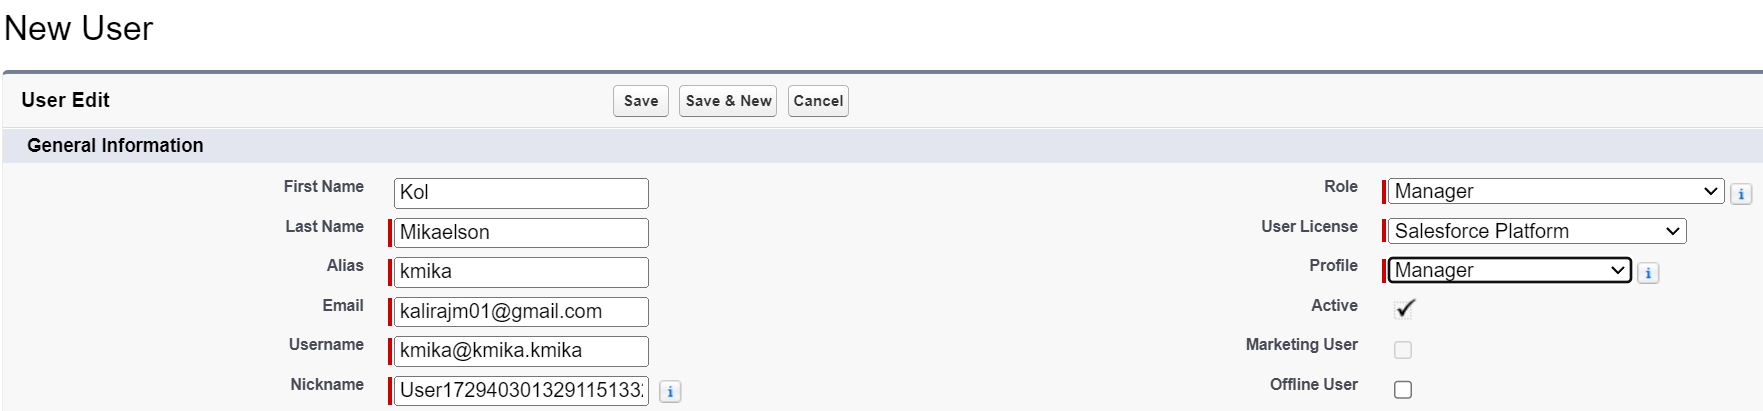 New User
User Edit
Save
Save & New
Cancel
General Information
First Name
Kol
Role
Manager
Last Name
Mikaelson
User License
Salesforce Platform
Alias
kmika
Profile
Manager
Email
kalirajm01@gmail.com
Active
Username
kmika@kmika.kmika
Marketing User
Nickname
User172940301329115133
Offline User